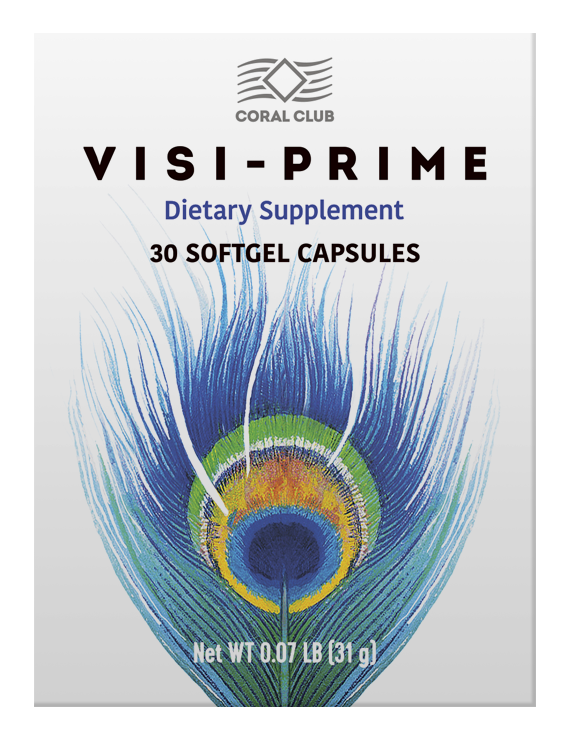 CORAL CLUB
VISI-PRIME
Dietary Supplement
30 SOFTGEL CAPSULES
Net WT 0.07 LB (31 g)